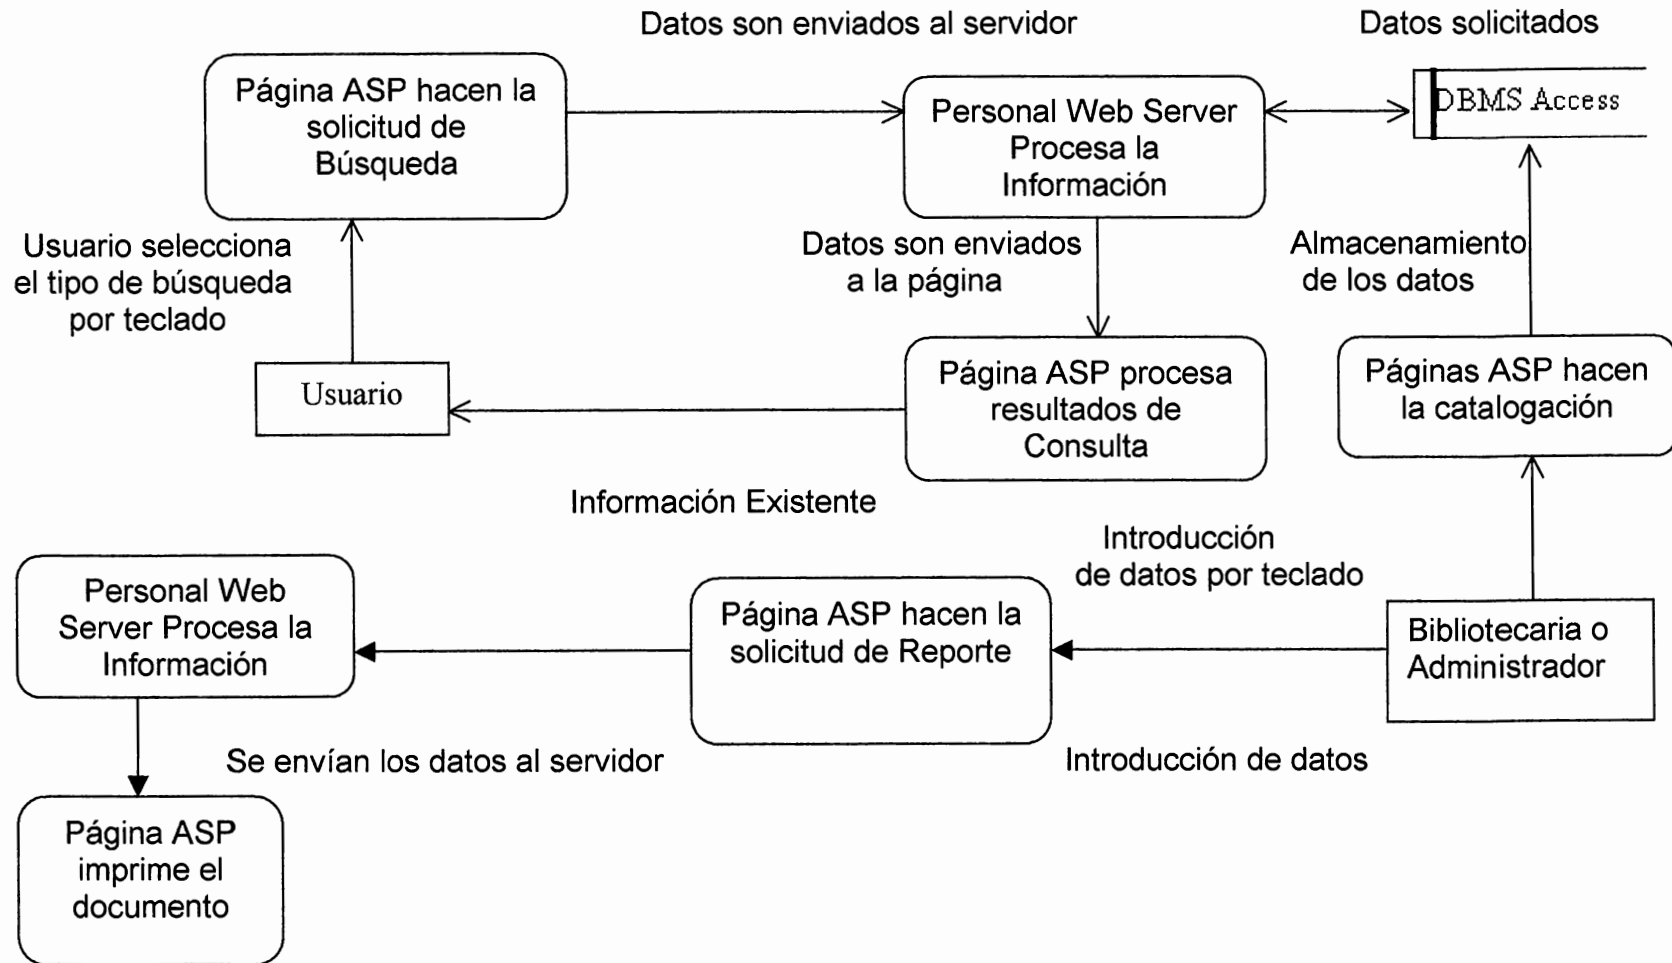 Datos son enviados al servidor
Datos solicitados
Página ASP hacen la
solicitud de
Búsqueda
Personal Web Server
Procesa la
Información
DBMS Access
Usuario selecciona
el tipo de búsqueda
por teclado
Datos son enviados
a la página
Almacenamiento
de los datos
Usuario
Página ASP procesa
resultados de
Consulta
Páginas ASP hacen
la catalogación
Información Existente
Introducción
de datos por teclado
Personal Web
Server Procesa la
Información
Página ASP hacen la
solicitud de Reporte
Bibliotecaria o
Administrador
Se envían los datos al servidor
Introducción de datos
Página ASP
imprime el
documento